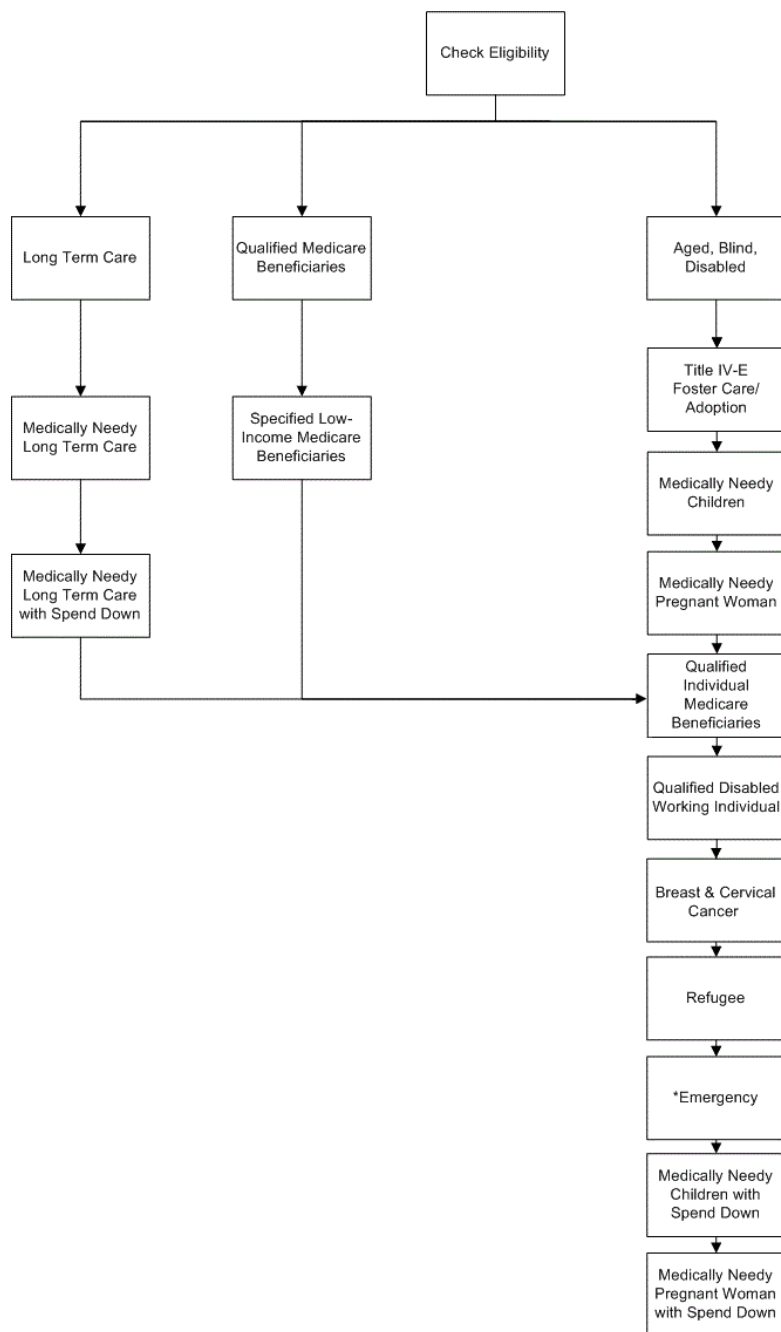 Check Eligibility
Long Term Care
Qualified Medicare
Beneficiaries
Aged, Blind,
Disabled
Title IV-E
Foster Care/
Adoption
Medically Needy
Long Term Care
Specified Low-
Income Medicare
Beneficiaries
Medically Needy
Children
Medically Needy
Long Term Care
with Spend Down
Medically Needy
Pregnant Woman
Qualified
Individual
Medicare
Beneficiaries
Qualified Disabled
Working Individual
Breast & Cervical
Cancer
Refugee
*Emergency
Medically Needy
Children with
Spend Down
Medically Needy
Pregnant Woman
with Spend Down